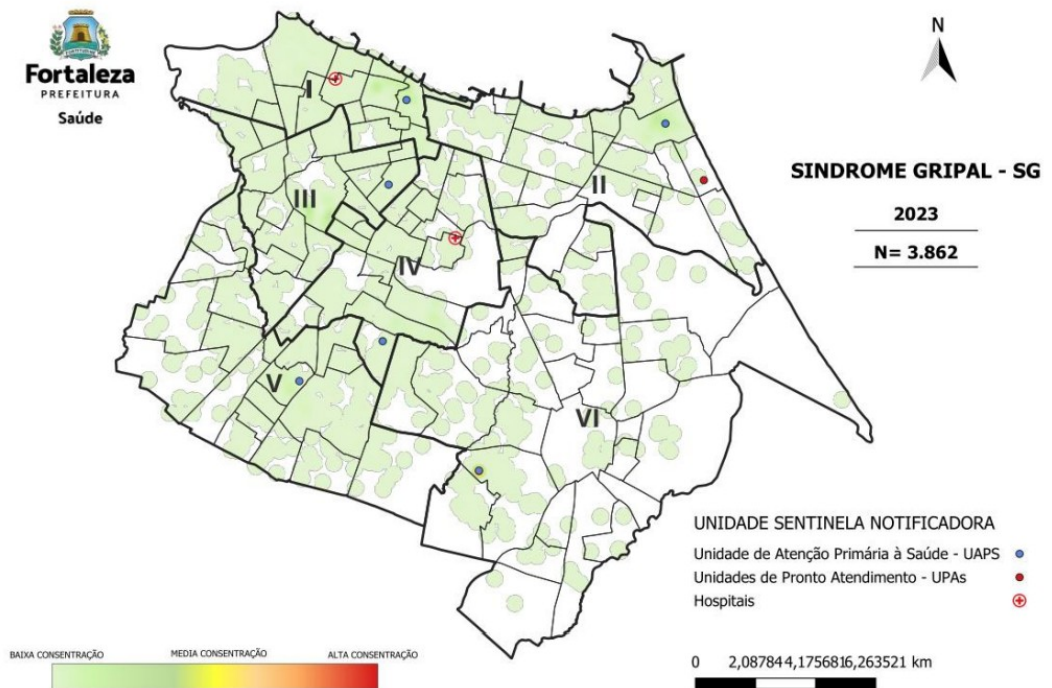 Fortaleza
PREFEITURA
Saúde
N
SINDROME GRIPAL - SG
2023
N= 3.862
I
II
III
IV
V
VI
UNIDADE SENTINELA NOTIFICADORA
Unidade de Atenção Primária à Saúde - UAPS
Unidades de Pronto Atendimento - UPAs
Hospitais
BAIXA CONSENTRAÇÃO MEDIA CONSENTRAÇÃO ALTA CONSENTRAÇÃO
0 2,087844,1756816,263521 km